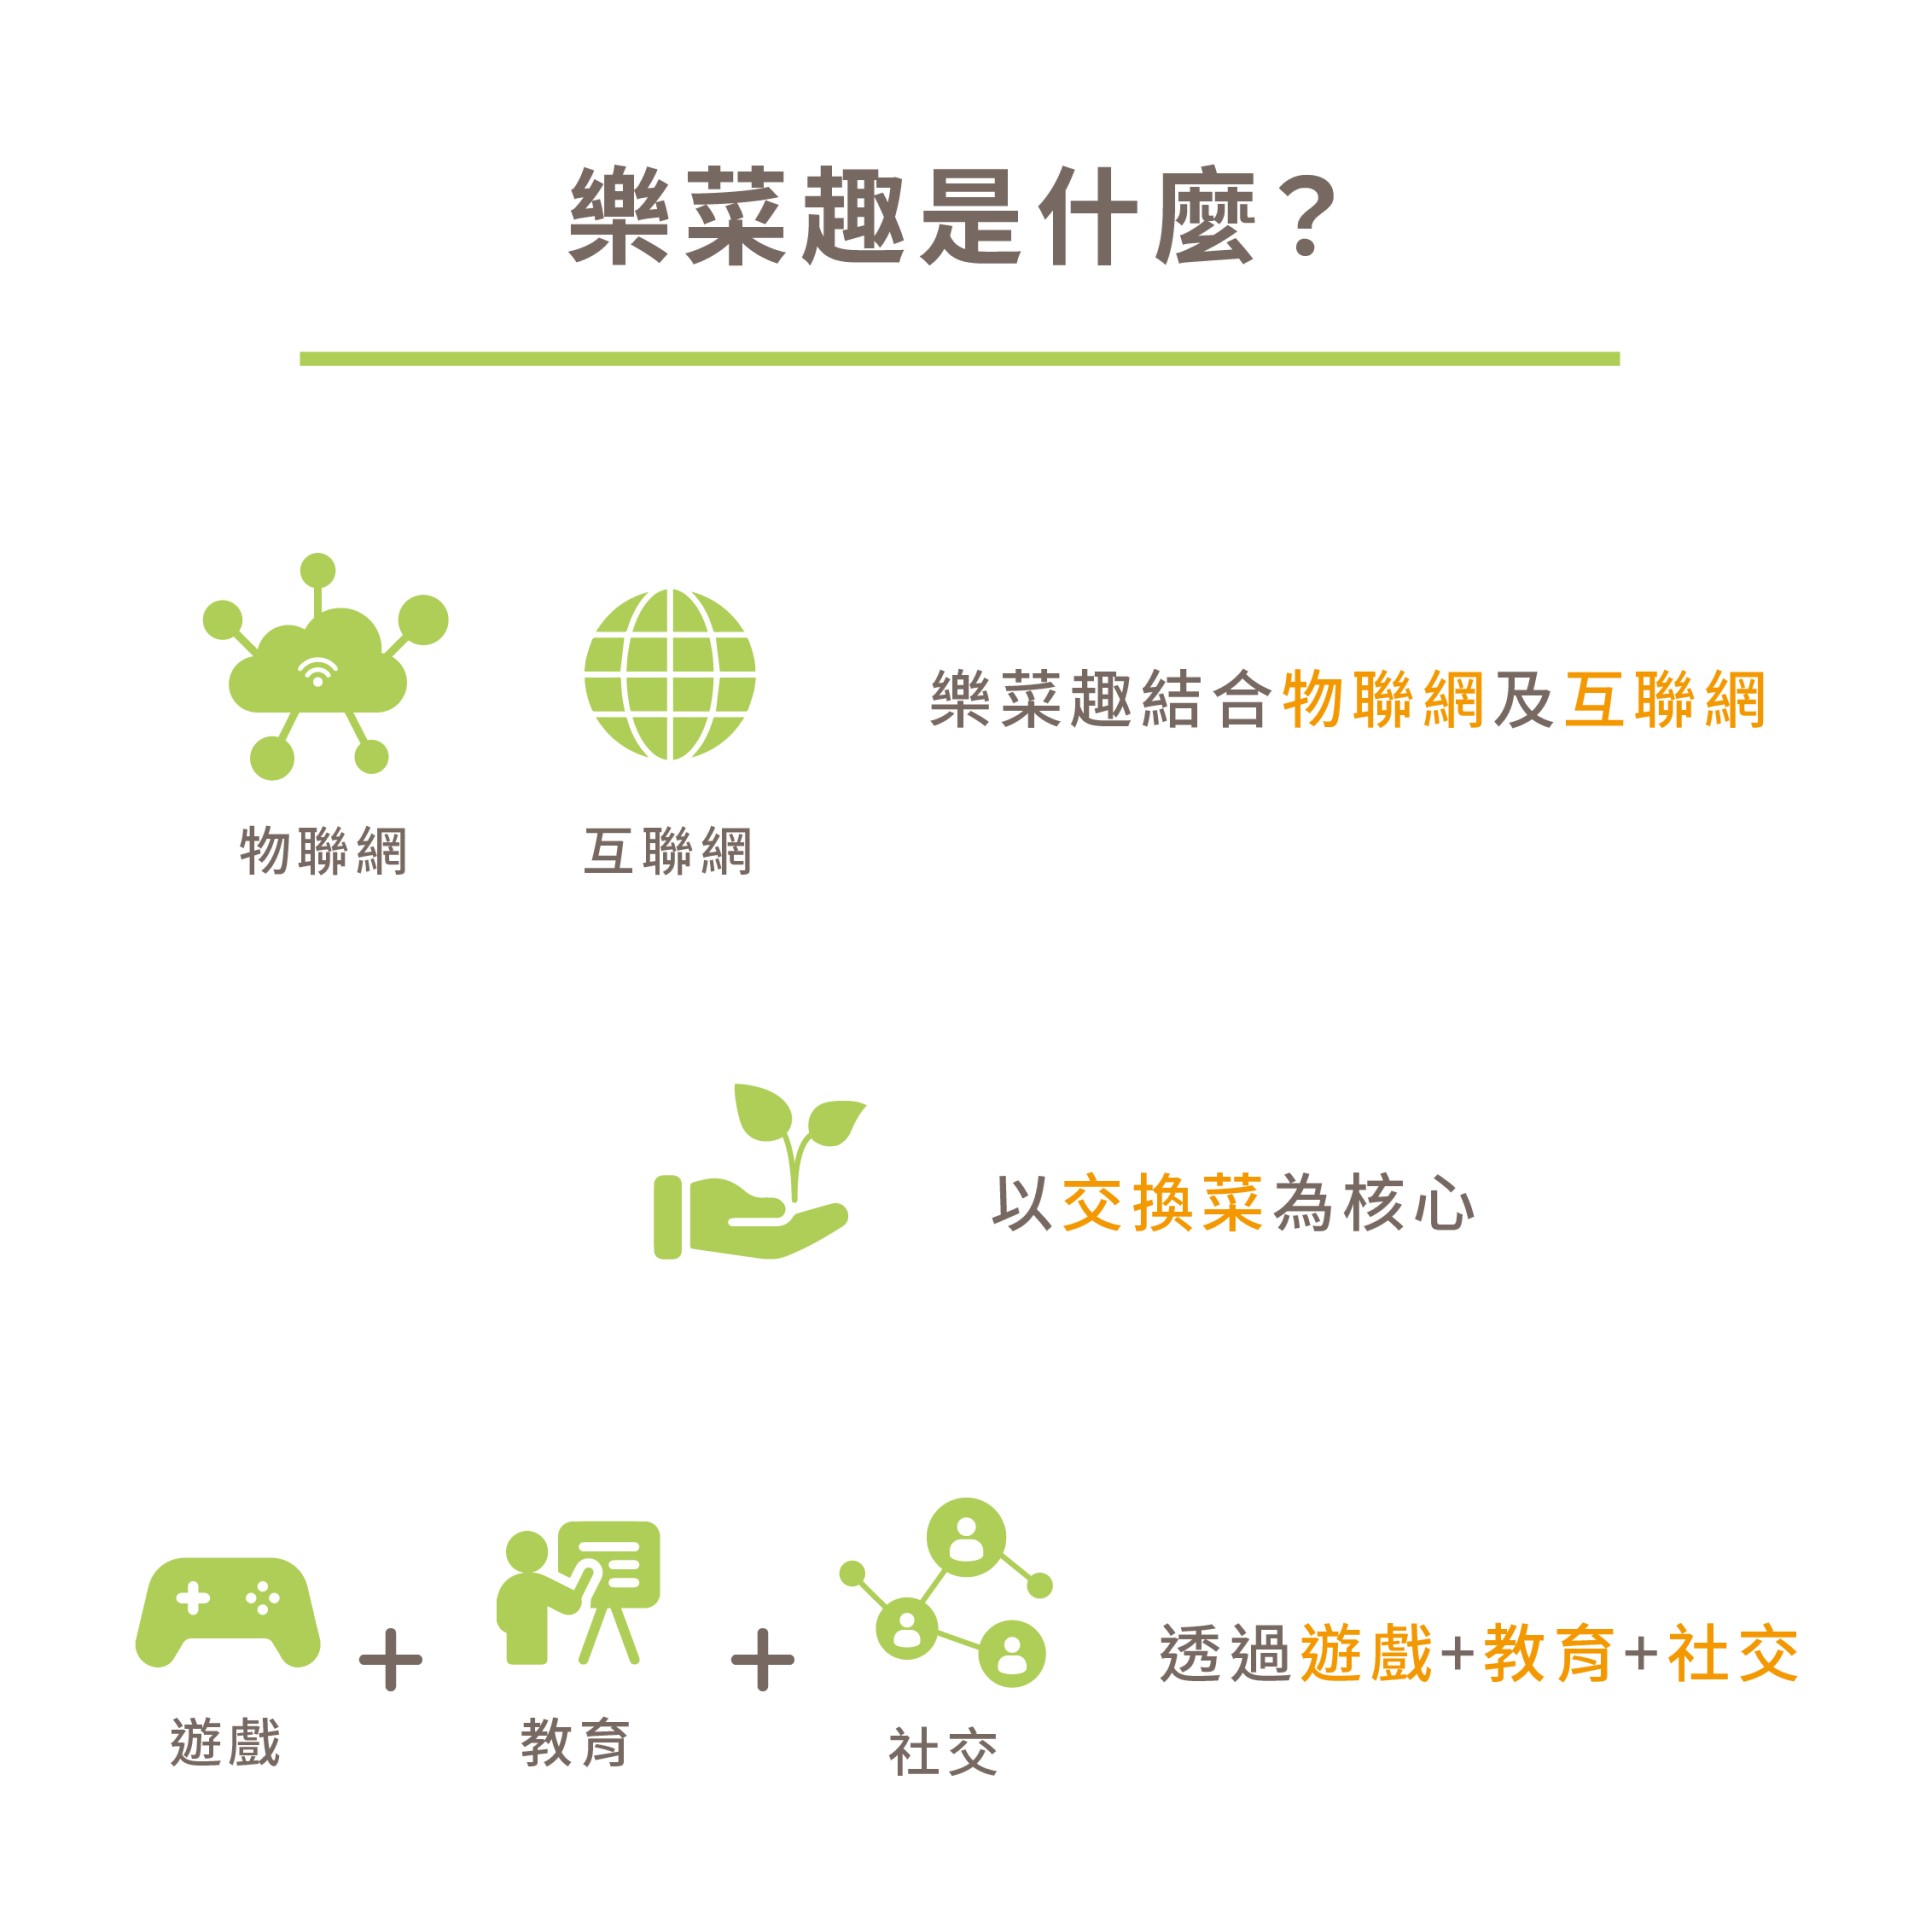 樂菜趣是什麼？
樂菜趣結合物聯網及互聯網
物聯網
互聯網
以交換菜為核心
透過遊戲+教育+社交
遊戲
教育
社交